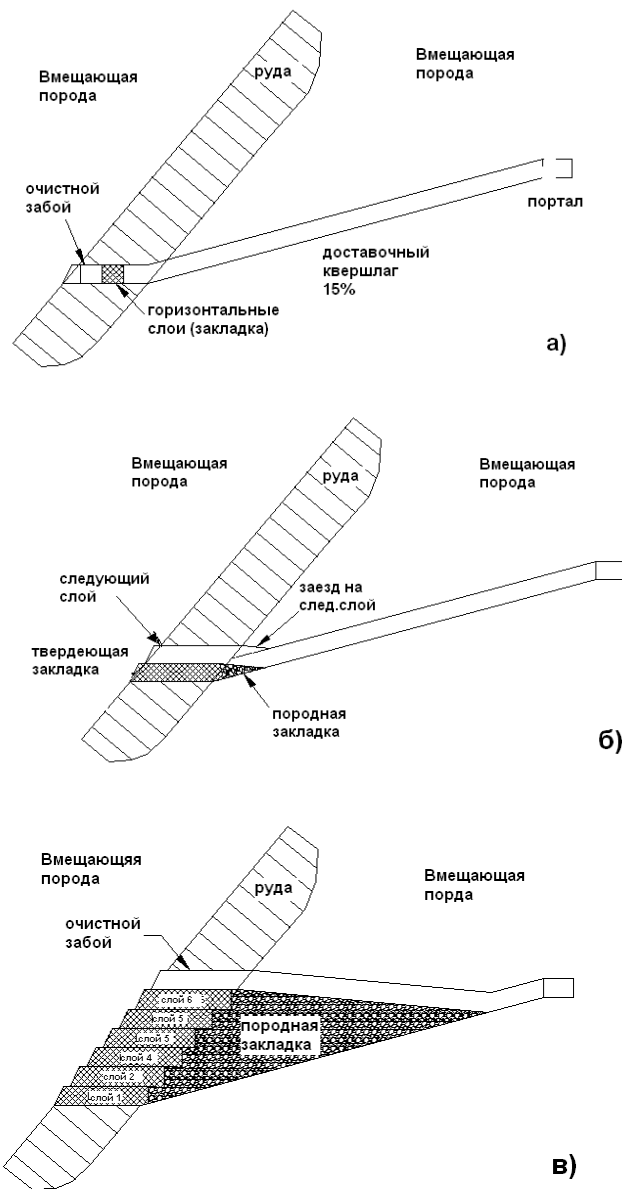 Вмещающая
порода
руда
Вмещающая
порода
очистной
забой
портал
доставочный
квершлаг
15%
горизонтальные
слои (закладка)
а)
Вмещающая
порода
руда
Вмещающая
порода
следующий
слой
заезд на
след.слой
твердеющая
закладка
породная
закладка
б)
Вмещающяя
порода
руда
Вмещающая
порда
очистной
забой
слой 6
слой 5
слой 5
слой 4
слой 2
слой 1
породная
закладка
в)